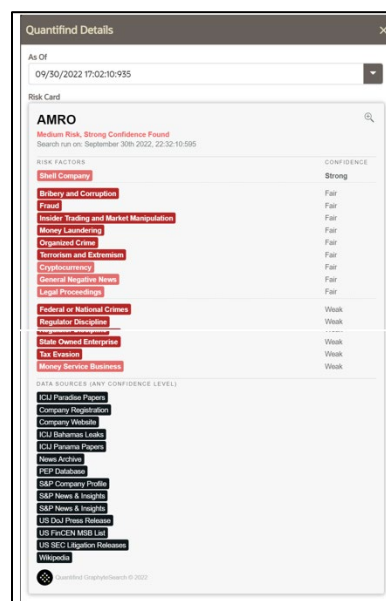 Quantifind Details
×
As Of
09/30/2022 17:02:10:935
Risk Card
AMRO
Medium Risk, Strong Confidence Found
Search run on: September 30th 2022, 22:32:10:595
RISK FACTORS CONFIDENCE
Shell Company Strong
Bribery and Corruption Fair
Fraud Fair
Insider Trading and Market Manipulation Fair
Money Laundering Fair
Organized Crime Fair
Terrorism and Extremism Fair
Cryptocurrency Fair
General Negative News Fair
Legal Proceedings Fair
Federal or National Crimes Weak
Regulator Discipline Weak
State Owned Enterprise Weak
Tax Evasion Weak
Money Service Business Weak
DATA SOURCES (ANY CONFIDENCE LEVEL)
ICIJ Paradise Papers
Company Registration
Company Website
ICIJ Bahamas Leaks
ICIJ Panama Papers
News Archive
PEP Database
S&P Company Profile
S&P News & Insights
S&P News & Insights
US DoJ Press Release
US FinCEN MSB List
US SEC Litigation Releases
Wikipedia
Quantifind GraphyteSearch © 2022